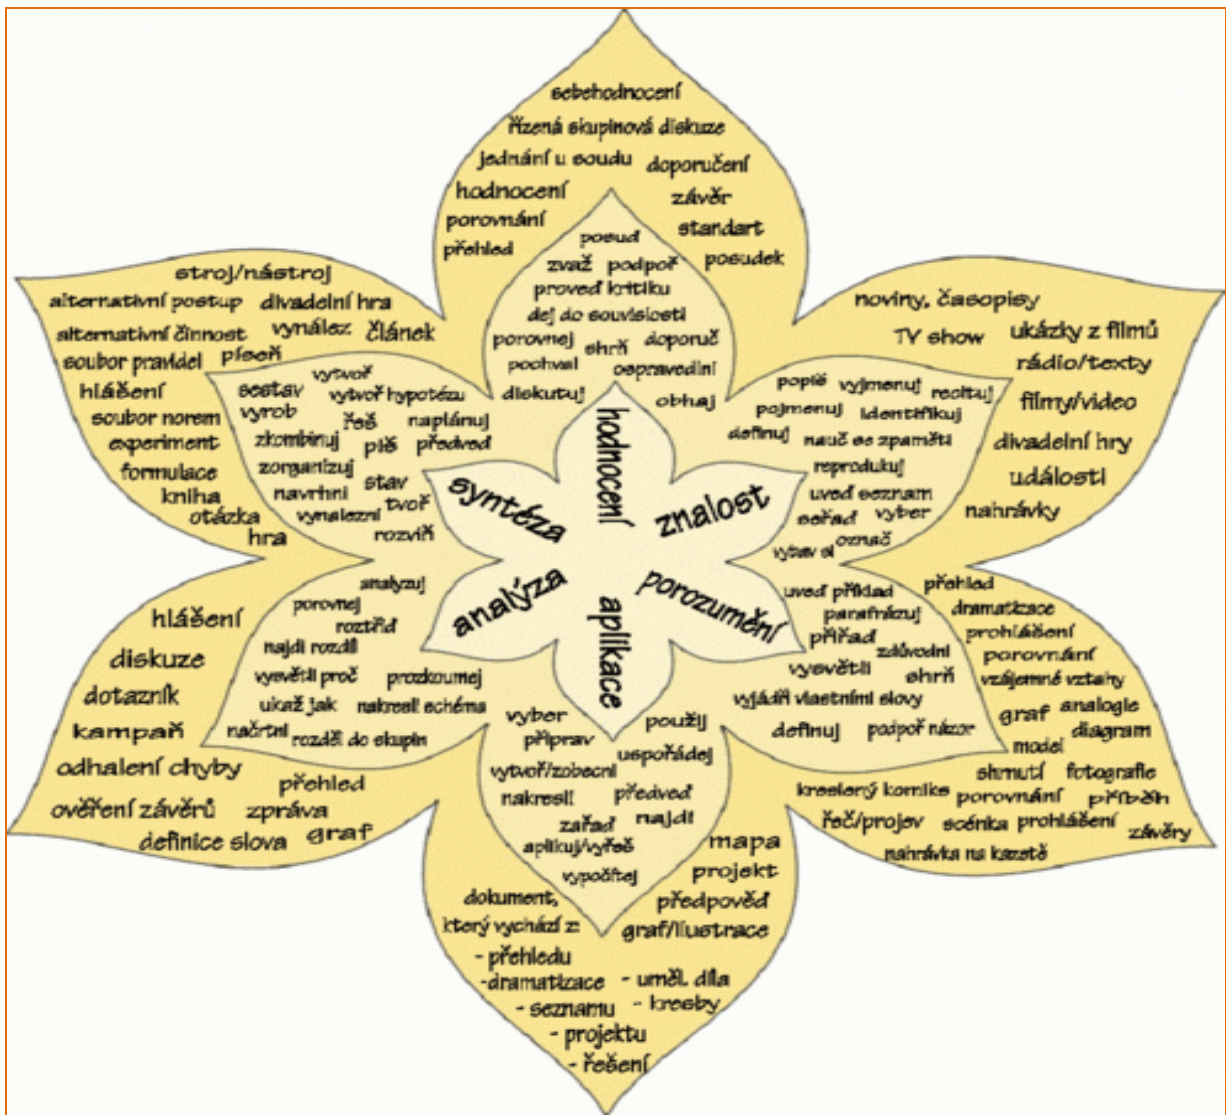 sebehodnocení
řízená skupinová diskuze
jednání u soudu
doporučení
hodnocení
závěr
porovnání
standart
přehled
posudek
posuď
zvaž podpoř
proveď kritiku
dej do souvislosti
porovnej shrň doporuč
pochval ospravedlni
diskutuj obhaj
hodnocení
noviny, časopisy
TV show ukázky z filmů
rádio/texty
filmy/video
divadelní hry
události
nahrávky
popiš vyjmenuj recituj
pojmenuj identifikuj
definuj nauč se zpaměti
reprodukuj
uveď seznam
seřaď vyber
vybav si označ
znalost
uveď příklad
parafrázuj
přiřaď zdůvodni
vysvětli shrň
vyjádři vlastními slovy
definuj podpoř názor
porozumění
přehled
dramatizace
prohlášení
porovnání
vzájemné vztahy
graf analogie
model diagram
shrnutí fotografie
kreslený komiks porovnání příběh
řeč/projev scénka prohlášení závěry
nahrávka na kazetě
aplikace
vyber použij
připrav uspořádej
vytvoř/zobecni
nakresli předveď
zařaď najdi
aplikuj/vyřeš
vypočítej
mapa
projekt
předpověď
graf/ilustrace
dokument,
který vychází z:
- přehledu
-dramatizace - uměl. díla
- seznamu - kresby
- projektu
- řešení
analýza
analyzuj
porovnej
roztřiď
najdi rozdíl
vysvětli proč prozkoumej
ukaž jak nakresli schéma
načrtni rozděl do skupin
hlášení
diskuze
dotazník
kampaň
odhalení chyby
přehled
ověření závěrů zpráva
definice slova graf
syntéza
vytvoř
sestav vytvoř hypotézu
vyrob řeš naplánuj
zkombinuj piš předveď
zorganizuj
navrhni stav
vynalezni tvoř
rozviň
stroj/nástroj
alternativní postup divadelní hra
alternativní činnost vynález článek
soubor pravidel píseň
hlášení
soubor norem
experiment
formulace
kniha
otázka
hra